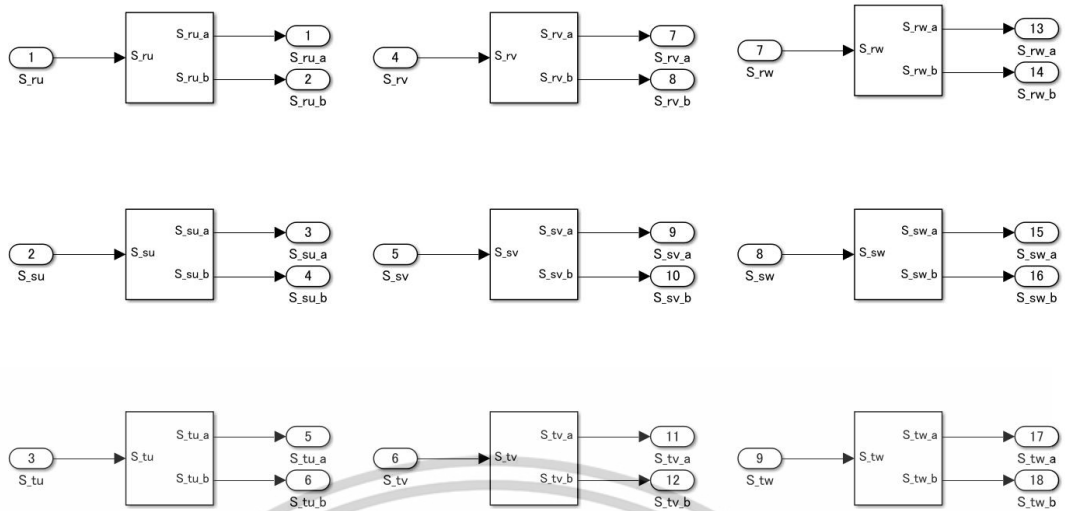 S_ru_a 1
1 S_ru S_ru_a
S_ru S_ru_b 2
S_ru_b
S_rv_a 7
4 S_rv S_rv_a
S_rv S_rv_b 8
S_rv_b
S_rw_a 13
7 S_rw S_rw_a
S_rw S_rw_b 14
S_rw_b
S_su_a 3
2 S_su S_su_a
S_su S_su_b 4
S_su_b
S_sv_a 9
5 S_sv S_sv_a
S_sv S_sv_b 10
S_sv_b
S_sw_a 15
8 S_sw S_sw_a
S_sw S_sw_b 16
S_sw_b
S_tu_a 5
3 S_tu S_tu_a
S_tu S_tu_b 6
S_tu_b
S_tv_a 11
6 S_tv S_tv_a
S_tv S_tv_b 12
S_tv_b
S_tw_a 17
9 S_tw S_tw_a
S_tw S_tw_b 18
S_tw_b